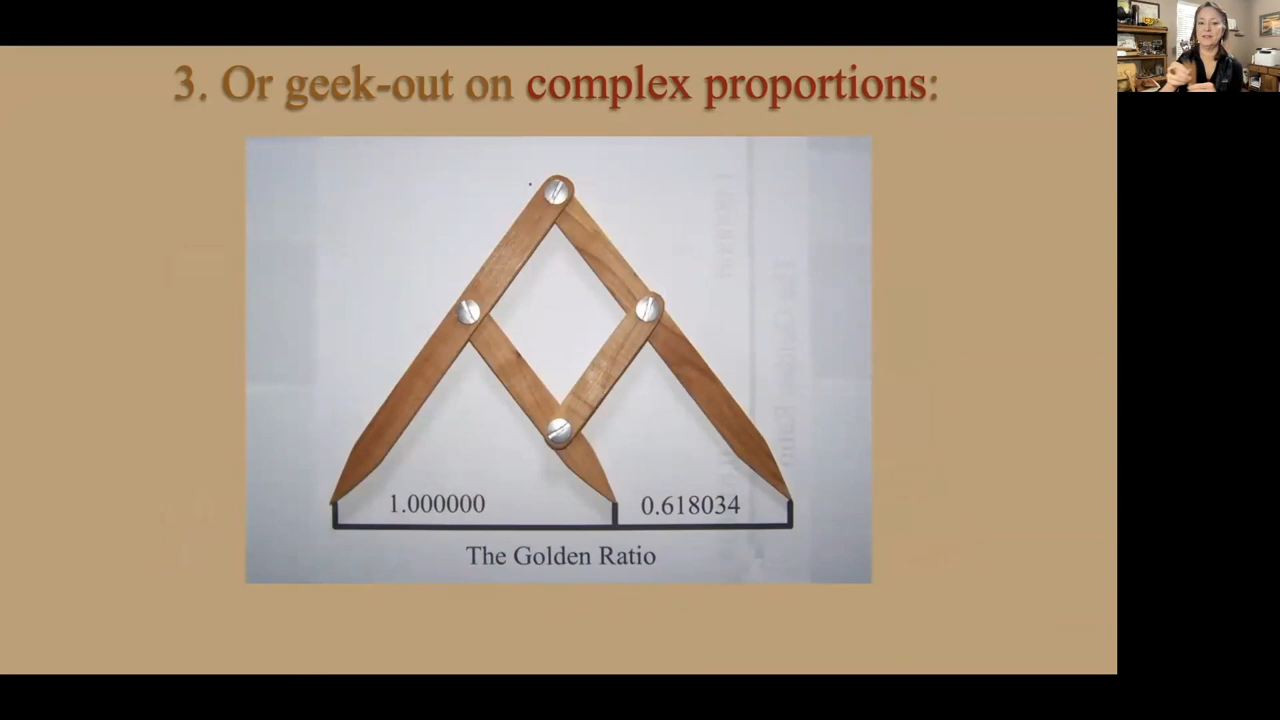 3. Or geek-out on complex proportions:
1.000000
0.618034
The Golden Ratio